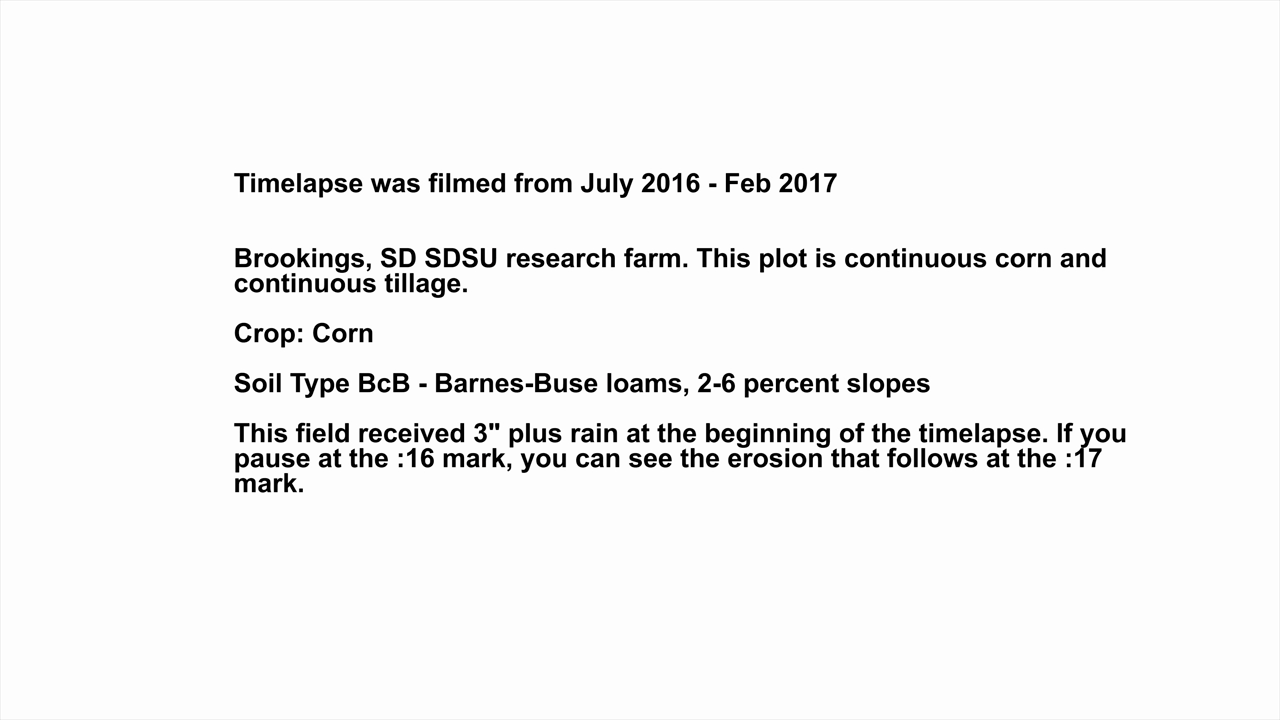 Timelapse was filmed from July 2016 - Feb 2017
Brookings, SD SDSU research farm. This plot is continuous corn and
continuous tillage.
Crop: Corn
Soil Type BcB - Barnes-Buse loams, 2-6 percent slopes
This field received 3" plus rain at the beginning of the timelapse. If you
pause at the :16 mark, you can see the erosion that follows at the :17
mark.